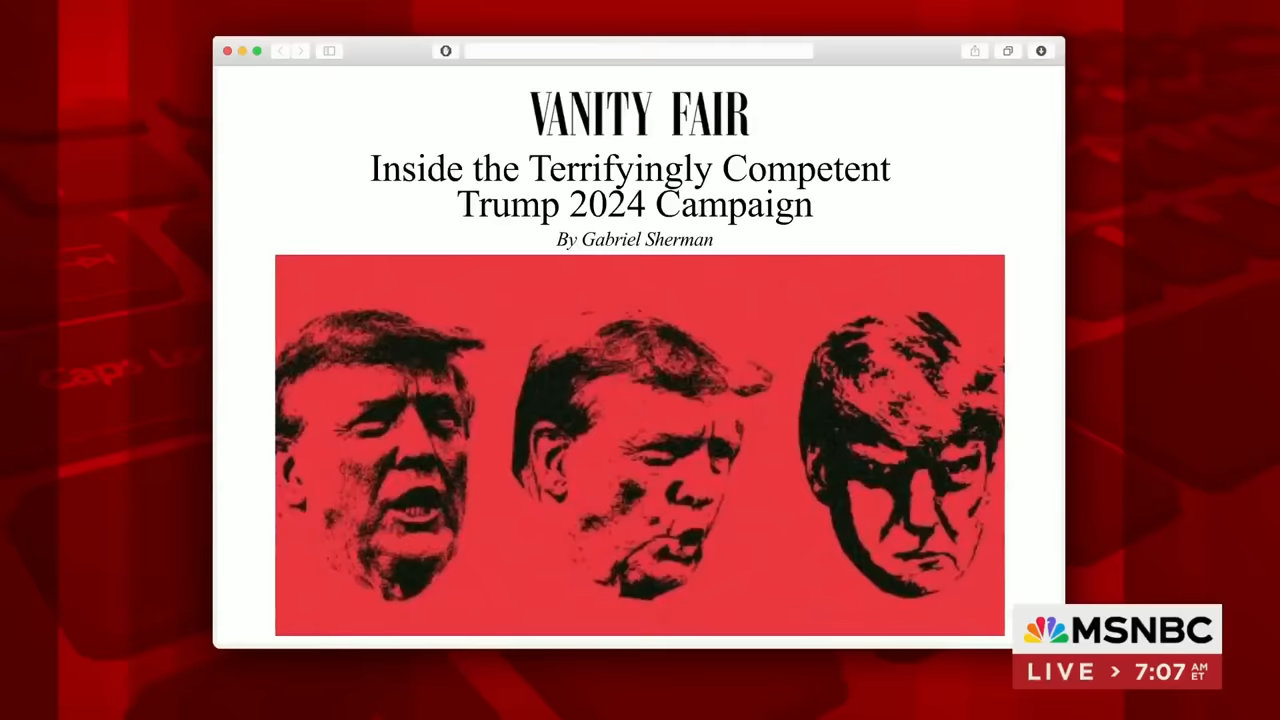 VANITY FAIR
Inside the Terrifyingly Competent
Trump 2024 Campaign
By Gabriel Sherman
MSNBC
LIVE > 7:07 AM ET